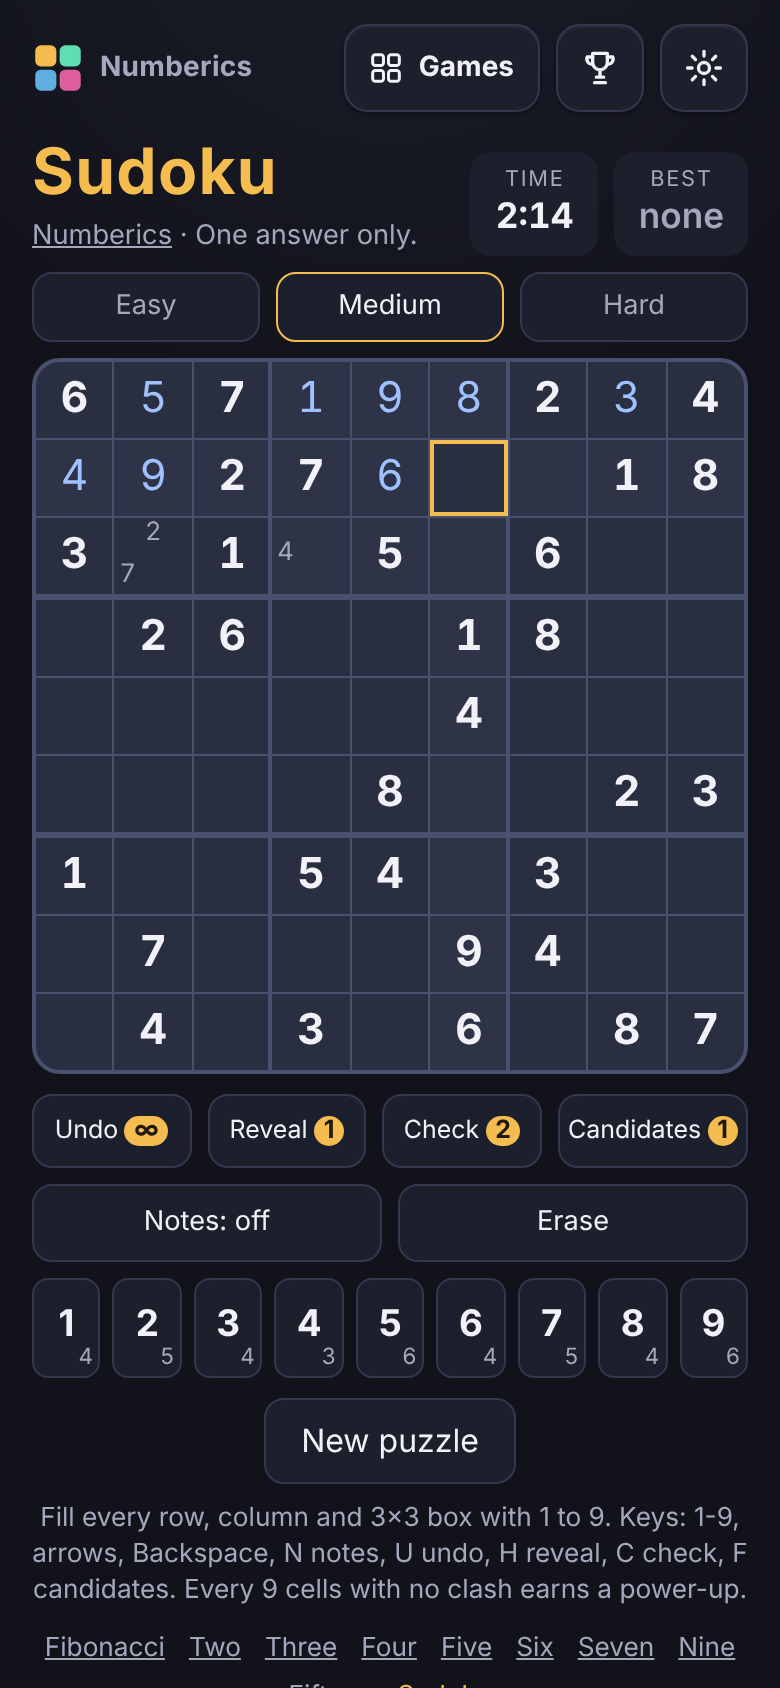 Numberics
Games
Sudoku
TIME
2:14
BEST
none
Numberics · One answer only.
Easy Medium Hard
6 5 7 1 9 8 2 3 4
4 9 2 7 6 1 8
2
3 1 4 5 6
7
2 6 1 8
4
8 2 3
1 5 4 3
7 9 4
4 3 6 8 7
Undo ∞ Reveal 1 Check 2 Candidates 1
Notes: off Erase
1 2 3 4 5 6 7 8 9
4 5 4 3 6 4 5 4 6
New puzzle
Fill every row, column and 3×3 box with 1 to 9. Keys: 1-9,
arrows, Backspace, N notes, U undo, H reveal, C check, F
candidates. Every 9 cells with no clash earns a power-up.
Fibonacci Two Three Four Five Six Seven Nine